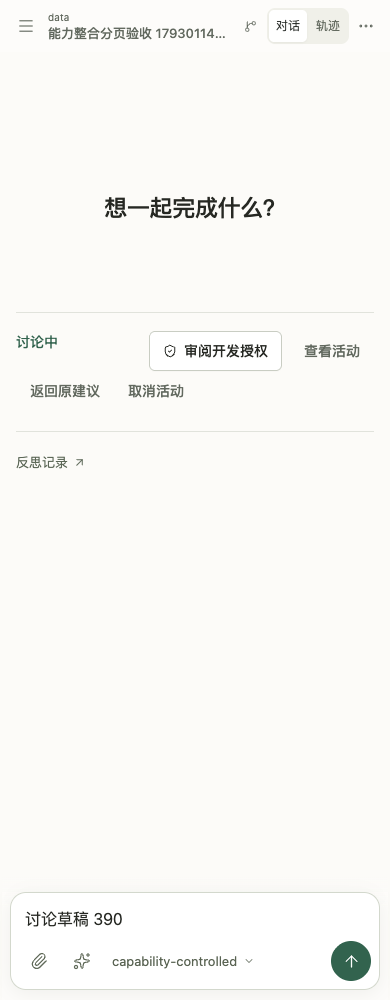 data
能力整合分页验收 17930114...
对话
轨迹
想一起完成什么?
讨论中
审阅开发授权
查看活动
返回原建议
取消活动
反思记录
讨论草稿 390
capability-controlled